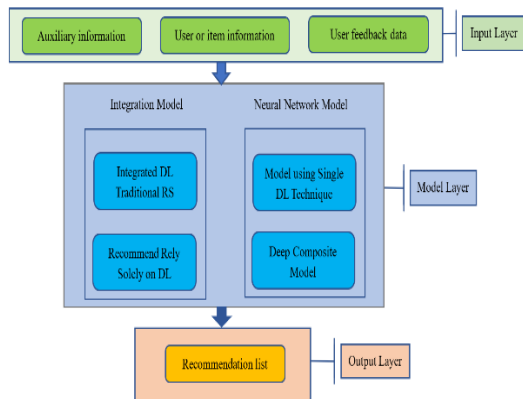 Auxiliary information
User or item information
User feedback data
Input Layer
Integration Model
Neural Network Model
Integrated DL
Traditional RS
Model using Single
DL Technique
Model Layer
Recommend Rely
Solely on DL
Deep Composite
Model
Recommendation list
Output Layer